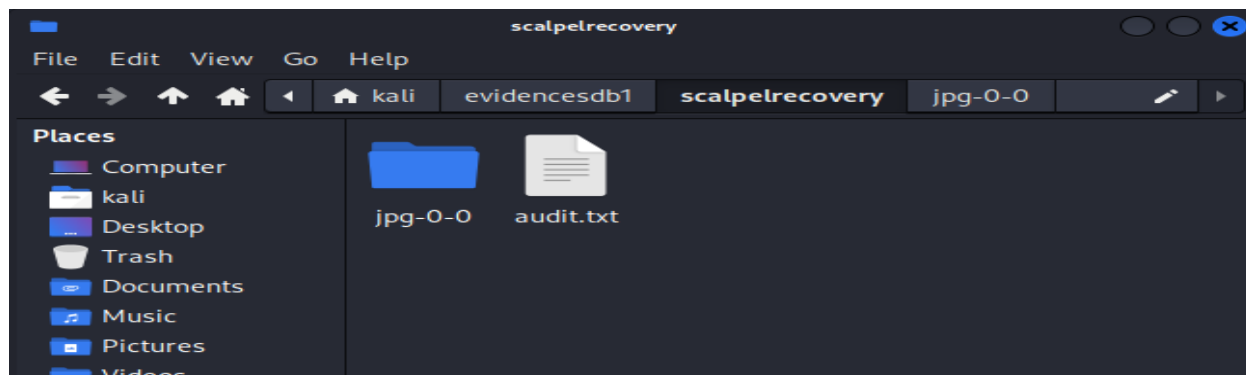 scalpelrecovery
File Edit View Go Help
kali evidencesdb1 scalpelrecovery jpg-0-0
Places
Computer
kali
Desktop
Trash
Documents
Music
Pictures
Videos
jpg-0-0 audit.txt